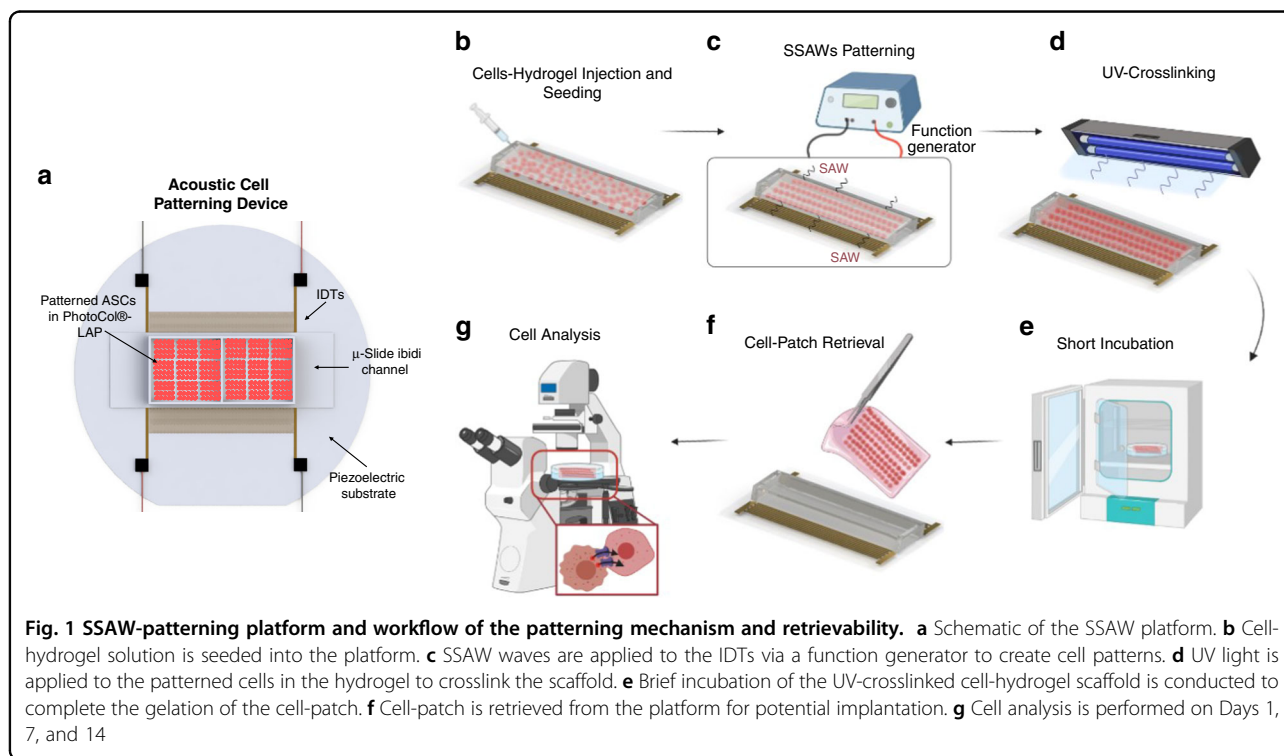 a
Acoustic Cell
Patterning Device
Patterned ASCs
in PhotoCol®-
LAP
IDTs
μ-Slide ibidi
channel
Piezoelectric
substrate
b
Cells-Hydrogel Injection and
Seeding
c
SSAWs Patterning
Function
generator
SAW
SAW
d
UV-Crosslinking
e
Short Incubation
f
Cell-Patch Retrieval
g
Cell Analysis
Fig. 1 SSAW-patterning platform and workflow of the patterning mechanism and retrievability. a Schematic of the SSAW platform. b Cell-
hydrogel solution is seeded into the platform. c SSAW waves are applied to the IDTs via a function generator to create cell patterns. d UV light is
applied to the patterned cells in the hydrogel to crosslink the scaffold. e Brief incubation of the UV-crosslinked cell-hydrogel scaffold is conducted to
complete the gelation of the cell-patch. f Cell-patch is retrieved from the platform for potential implantation. g Cell analysis is performed on Days 1,
7, and 14